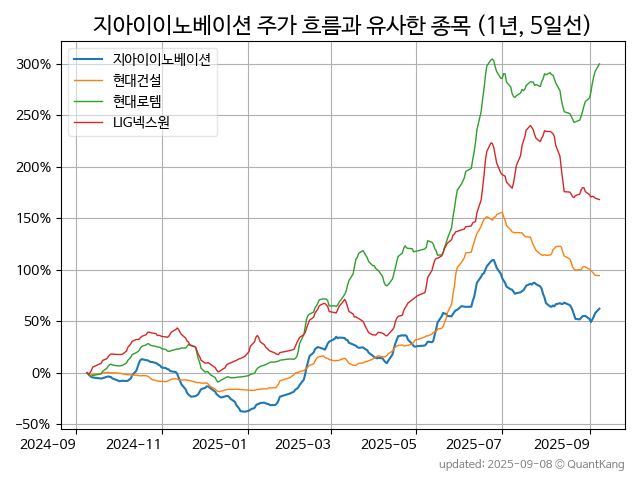 지아이이노베이션 주가 흐름과 유사한 종목 (1년, 5일선)
지아이이노베이션
현대건설
현대로템
LIG넥스원
300%
250%
200%
150%
100%
50%
0%
−50%
2024-09 2024-11 2025-01 2025-03 2025-05 2025-07 2025-09
updated: 2025-09-08 © QuantKang